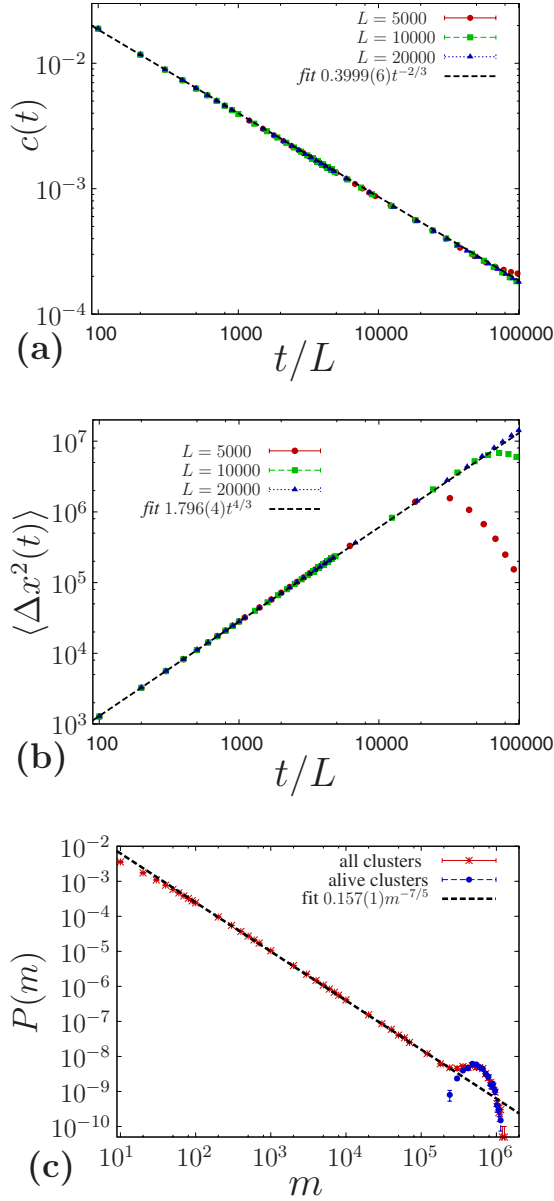 10^{-2}
10^{-3}
10^{-4}
c(t)
L = 5000
L = 10000
L = 20000
fit 0.3999(6)t^{-2/3}
100 1000 10000 100000
t/L
(a)
10^7
10^6
10^5
10^4
10^3
⟨Δx^2(t)⟩
L = 5000
L = 10000
L = 20000
fit 1.796(4)t^{4/3}
100 1000 10000 100000
t/L
(b)
10^{-2}
10^{-3}
10^{-4}
10^{-5}
10^{-6}
10^{-7}
10^{-8}
10^{-9}
10^{-10}
P(m)
all clusters
alive clusters
fit 0.157(1)m^{-7/5}
10^1 10^2 10^3 10^4 10^5 10^6
m
(c)